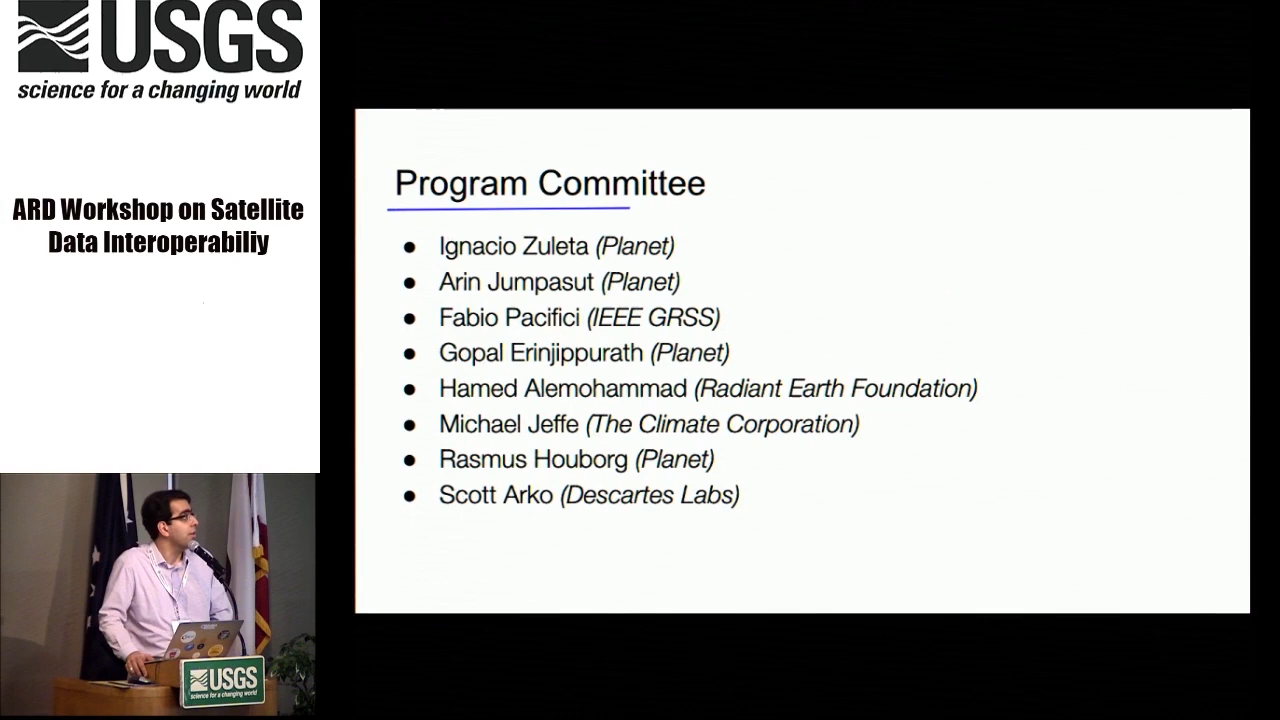 USGS
science for a changing world
ARD Workshop on Satellite
Data Interoperabiliy
Program Committee
● Ignacio Zuleta (Planet)
● Arin Jumpasut (Planet)
● Fabio Pacifici (IEEE GRSS)
● Gopal Erinjippurath (Planet)
● Hamed Alemohammad (Radiant Earth Foundation)
● Michael Jeffe (The Climate Corporation)
● Rasmus Houborg (Planet)
● Scott Arko (Descartes Labs)
USGS
science for a changing world